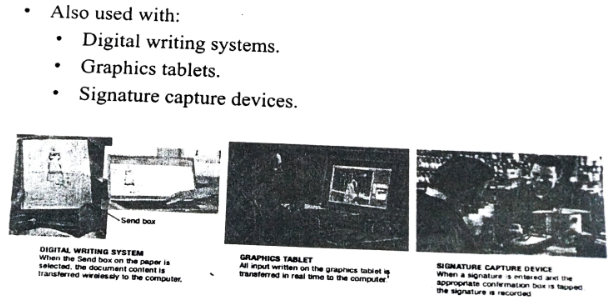 • Also used with:
• Digital writing systems.
• Graphics tablets.
• Signature capture devices.
Send box
DIGITAL WRITING SYSTEM
When the Send box on the paper is
selected, the document content is
transferred wirelessly to the computer.
GRAPHICS TABLET
All input written on the graphics tablet is
transferred in real time to the computer.
SIGNATURE CAPTURE DEVICE
When a signature is entered and the
appropriate confirmation box is tapped
the signature is recorded